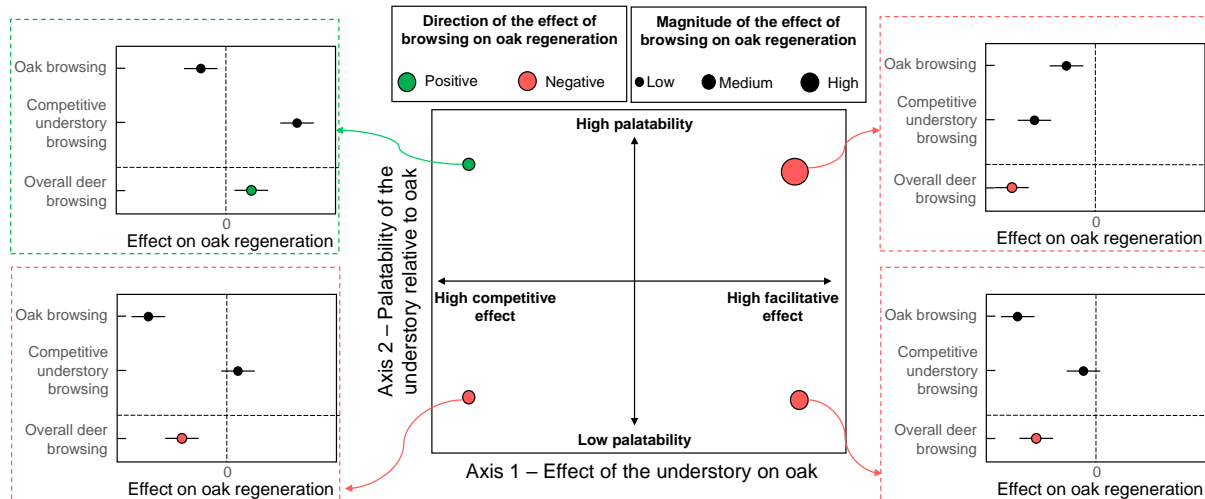 Direction of the effect of
browsing on oak regeneration
Positive
Negative
Magnitude of the effect of
browsing on oak regeneration
Low
Medium
High
Oak browsing
Competitive
understory
browsing
Overall deer
browsing
0
Effect on oak regeneration
Oak browsing
Competitive
understory
browsing
Overall deer
browsing
0
Effect on oak regeneration
Axis 2 – Palatability of the
understory relative to oak
High palatability
High competitive
effect
High facilitative
effect
Low palatability
Axis 1 – Effect of the understory on oak
Oak browsing
Competitive
understory
browsing
Overall deer
browsing
0
Effect on oak regeneration
Oak browsing
Competitive
understory
browsing
Overall deer
browsing
0
Effect on oak regeneration